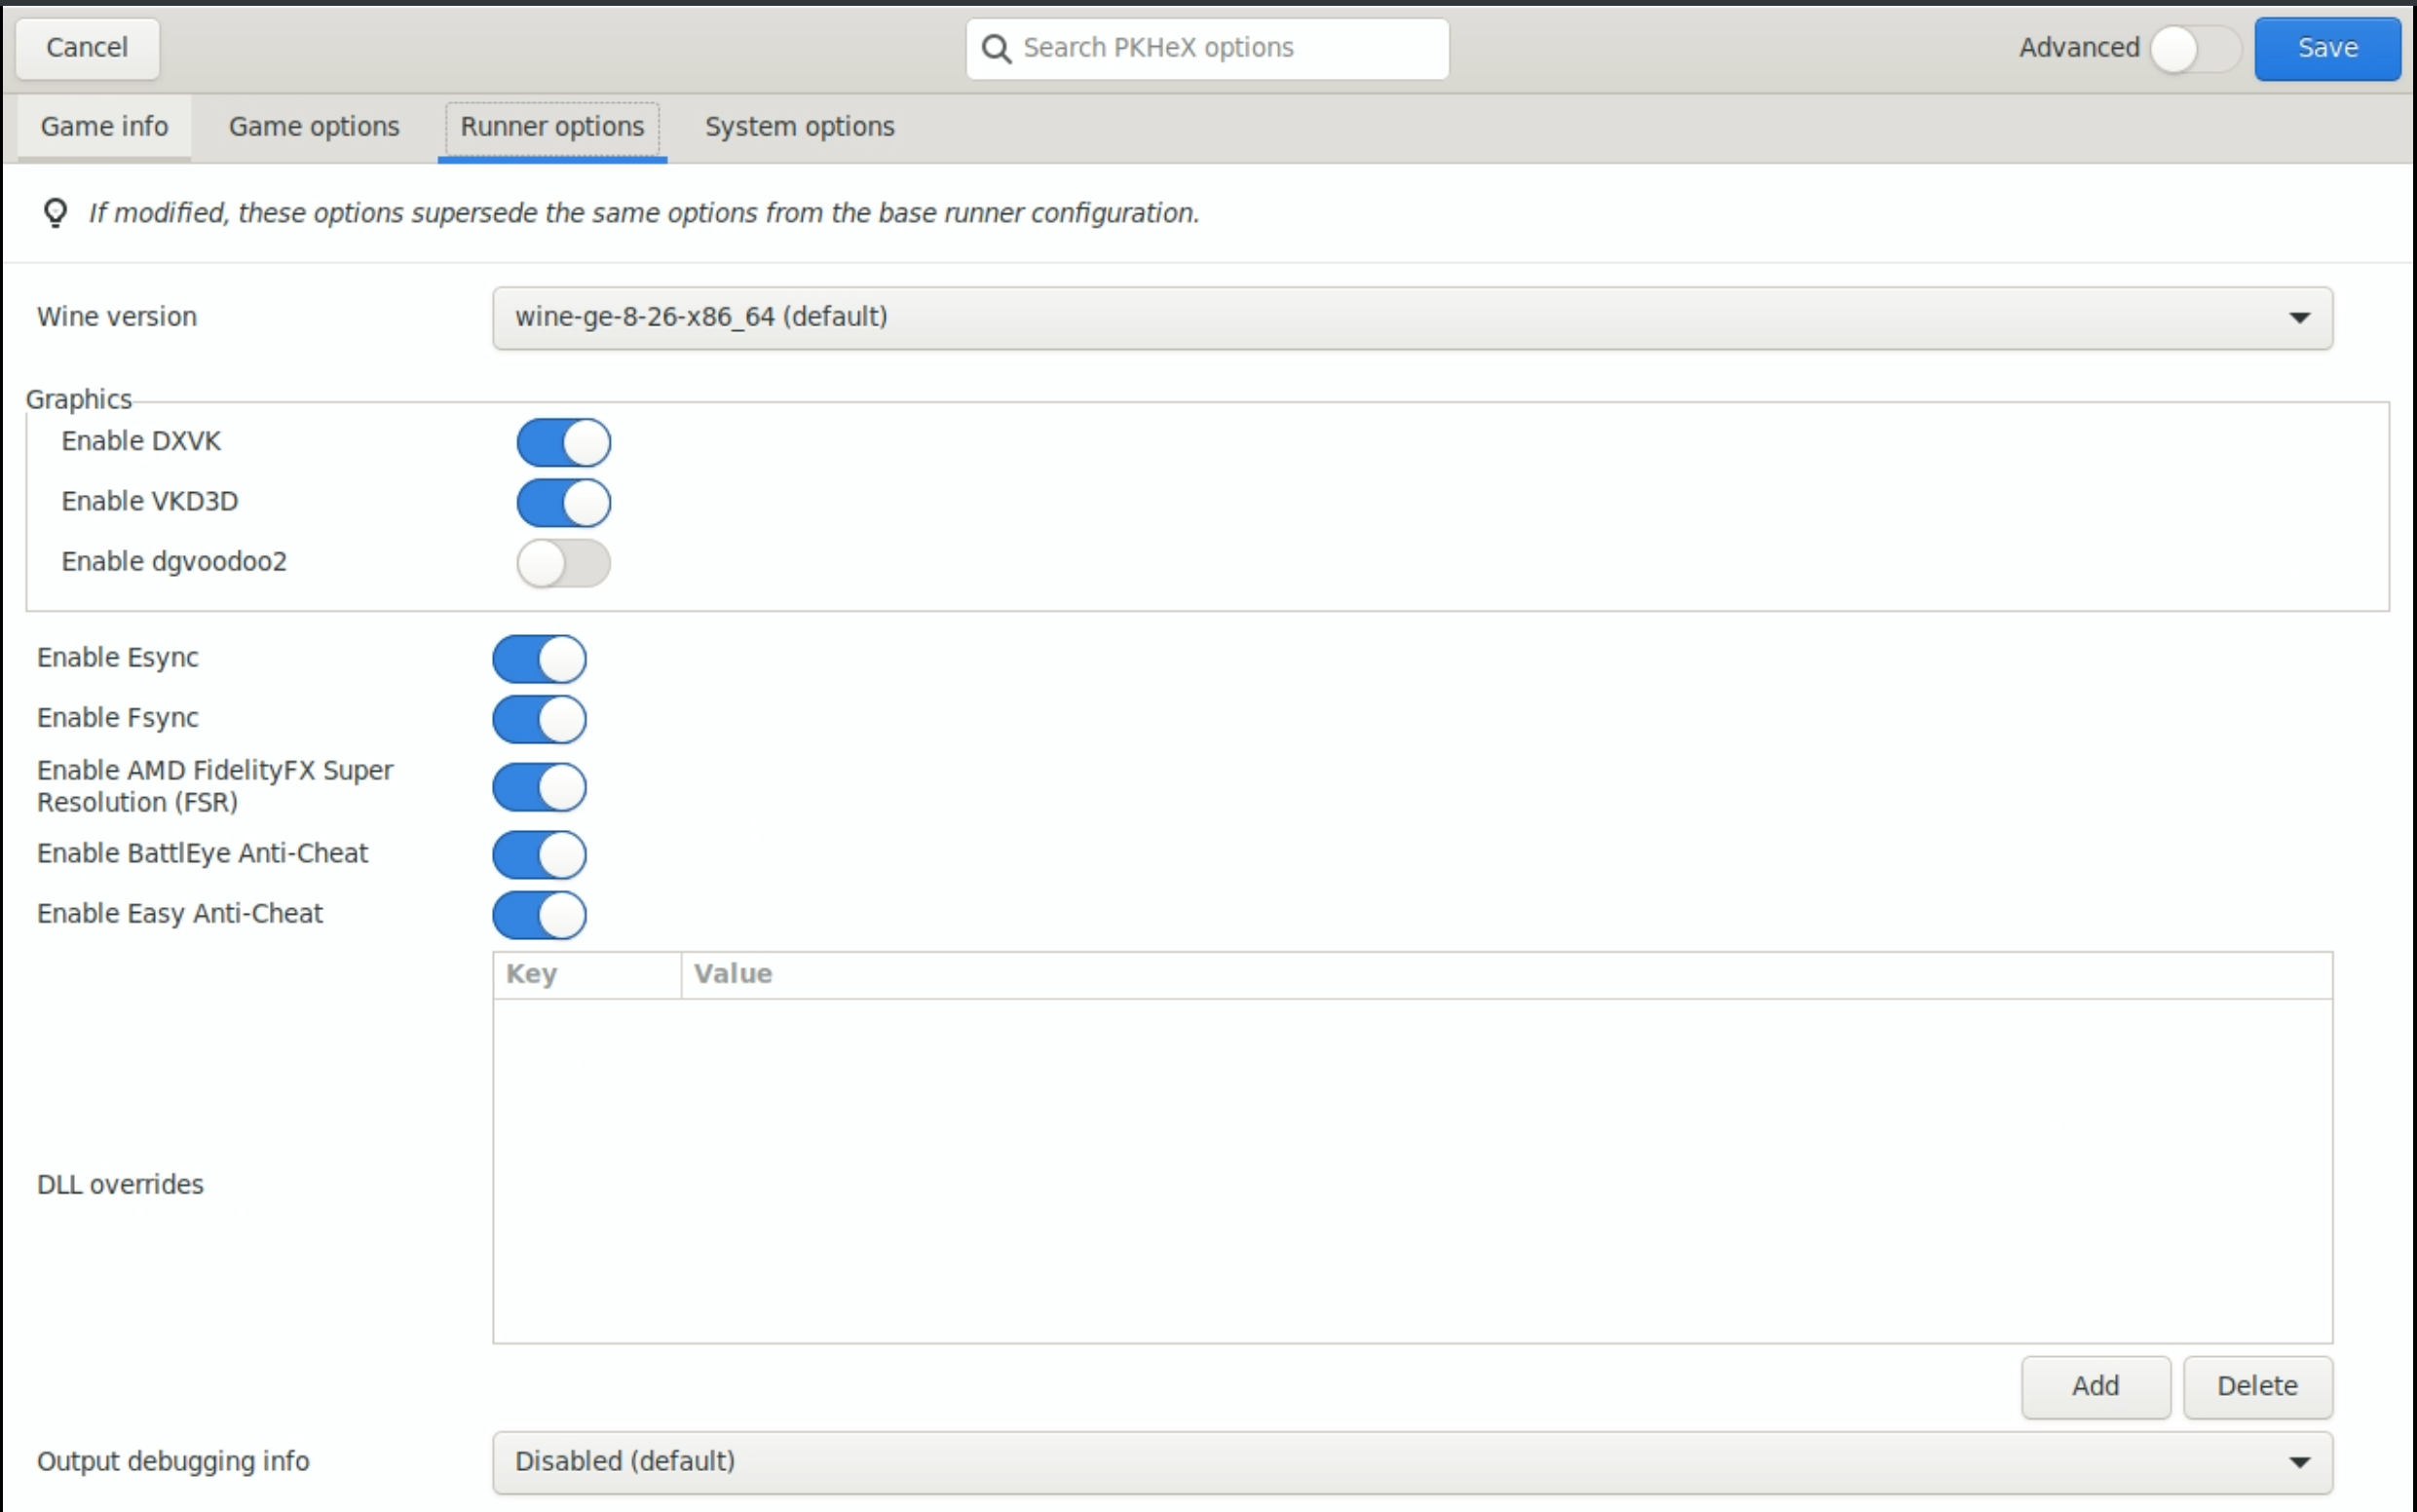 Cancel
Search PKHeX options
Advanced
Save
Game info
Game options
Runner options
System options
If modified, these options supersede the same options from the base runner configuration.
Wine version
wine-ge-8-26-x86_64 (default)
Graphics
Enable DXVK
Enable VKD3D
Enable dgvoodoo2
Enable Esync
Enable Fsync
Enable AMD FidelityFX Super
Resolution (FSR)
Enable BattlEye Anti-Cheat
Enable Easy Anti-Cheat
Key
Value
DLL overrides
Add
Delete
Output debugging info
Disabled (default)